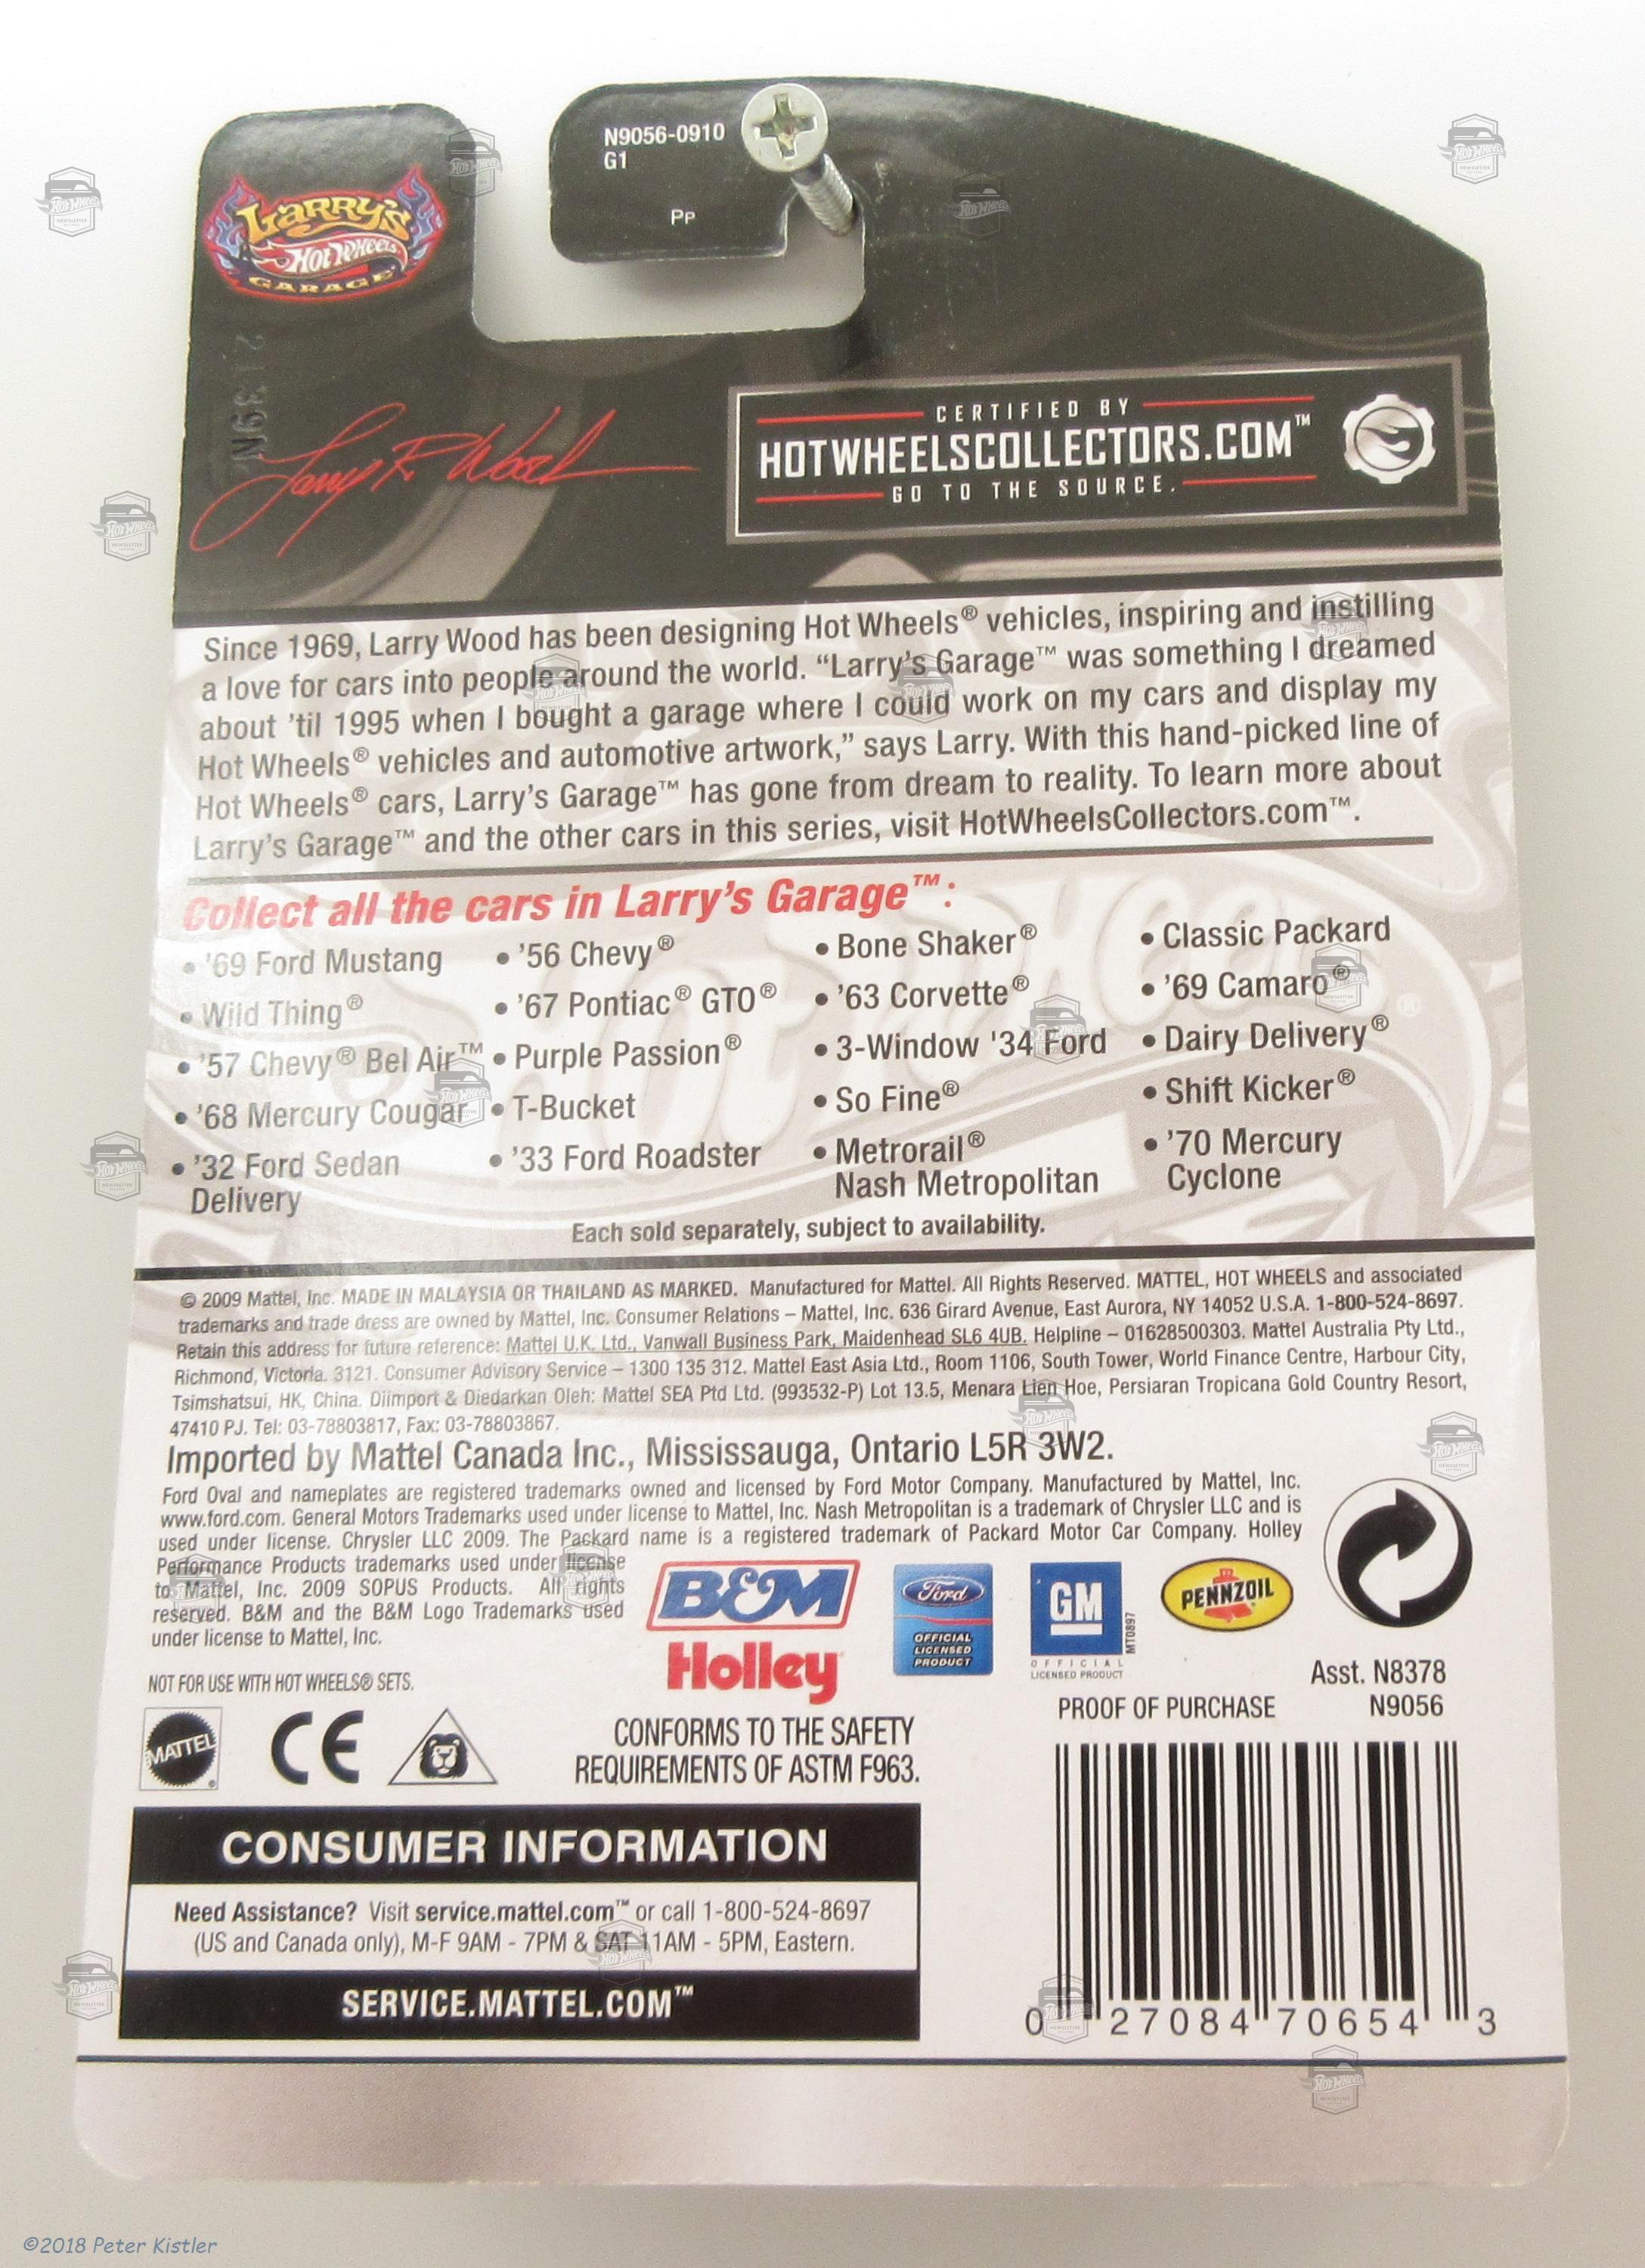 N9056-0910
G1
Pp
LARRY'S
HOT WHEELS
GARAGE
2139N
Larry R. Wood
CERTIFIED BY
HOTWHEELSCOLLECTORS.COM™
GO TO THE SOURCE.
Since 1969, Larry Wood has been designing Hot Wheels® vehicles, inspiring and instilling
a love for cars into people around the world. “Larry’s Garage™ was something I dreamed
about ’til 1995 when I bought a garage where I could work on my cars and display my
Hot Wheels® vehicles and automotive artwork,” says Larry. With this hand-picked line of
Hot Wheels® cars, Larry’s Garage™ has gone from dream to reality. To learn more about
Larry’s Garage™ and the other cars in this series, visit HotWheelsCollectors.com™.
Collect all the cars in Larry’s Garage™:
• ’69 Ford Mustang
• Wild Thing®
• ’57 Chevy® Bel Air™
• ’68 Mercury Cougar
• ’32 Ford Sedan
Delivery
• ’56 Chevy®
• ’67 Pontiac® GTO®
• Purple Passion®
• T-Bucket
• ’33 Ford Roadster
• Bone Shaker®
• ’63 Corvette®
• 3-Window '34 Ford
• So Fine®
• Metrorail®
Nash Metropolitan
• Classic Packard
• ’69 Camaro®
• Dairy Delivery®
• Shift Kicker®
• ’70 Mercury
Cyclone
Each sold separately, subject to availability.
© 2009 Mattel, Inc. MADE IN MALAYSIA OR THAILAND AS MARKED. Manufactured for Mattel. All Rights Reserved. MATTEL, HOT WHEELS and associated
trademarks and trade dress are owned by Mattel, Inc. Consumer Relations – Mattel, Inc. 636 Girard Avenue, East Aurora, NY 14052 U.S.A. 1-800-524-8697.
Retain this address for future reference: Mattel U.K. Ltd., Vanwall Business Park, Maidenhead SL6 4UB. Helpline – 01628500303. Mattel Australia Pty Ltd.,
Richmond, Victoria. 3121. Consumer Advisory Service – 1300 135 312. Mattel East Asia Ltd., Room 1106, South Tower, World Finance Centre, Harbour City,
Tsimshatsui, HK, China. Diimport & Diedarkan Oleh: Mattel SEA Ptd Ltd. (993532-P) Lot 13.5, Menara Lien Hoe, Persiaran Tropicana Gold Country Resort,
47410 PJ. Tel: 03-78803817, Fax: 03-78803867.
Imported by Mattel Canada Inc., Mississauga, Ontario L5R 3W2.
Ford Oval and nameplates are registered trademarks owned and licensed by Ford Motor Company. Manufactured by Mattel, Inc.
www.ford.com. General Motors Trademarks used under license to Mattel, Inc. Nash Metropolitan is a trademark of Chrysler LLC and is
used under license. Chrysler LLC 2009. The Packard name is a registered trademark of Packard Motor Car Company. Holley
Performance Products trademarks used under license
to Mattel, Inc. 2009 SOPUS Products. All rights
reserved. B&M and the B&M Logo Trademarks used
under license to Mattel, Inc.
B&M
Holley
Ford
OFFICIAL
LICENSED
PRODUCT
GM
MT0897
OFFICIAL
LICENSED PRODUCT
PENNZOIL
NOT FOR USE WITH HOT WHEELS® SETS.
MATTEL
CE
CONFORMS TO THE SAFETY
REQUIREMENTS OF ASTM F963.
Asst. N8378
PROOF OF PURCHASE N9056
CONSUMER INFORMATION
Need Assistance? Visit service.mattel.com™ or call 1-800-524-8697
(US and Canada only), M-F 9AM - 7PM & SAT 11AM - 5PM, Eastern.
SERVICE.MATTEL.COM™
0 27084 70654 3
©2018 Peter Kistler